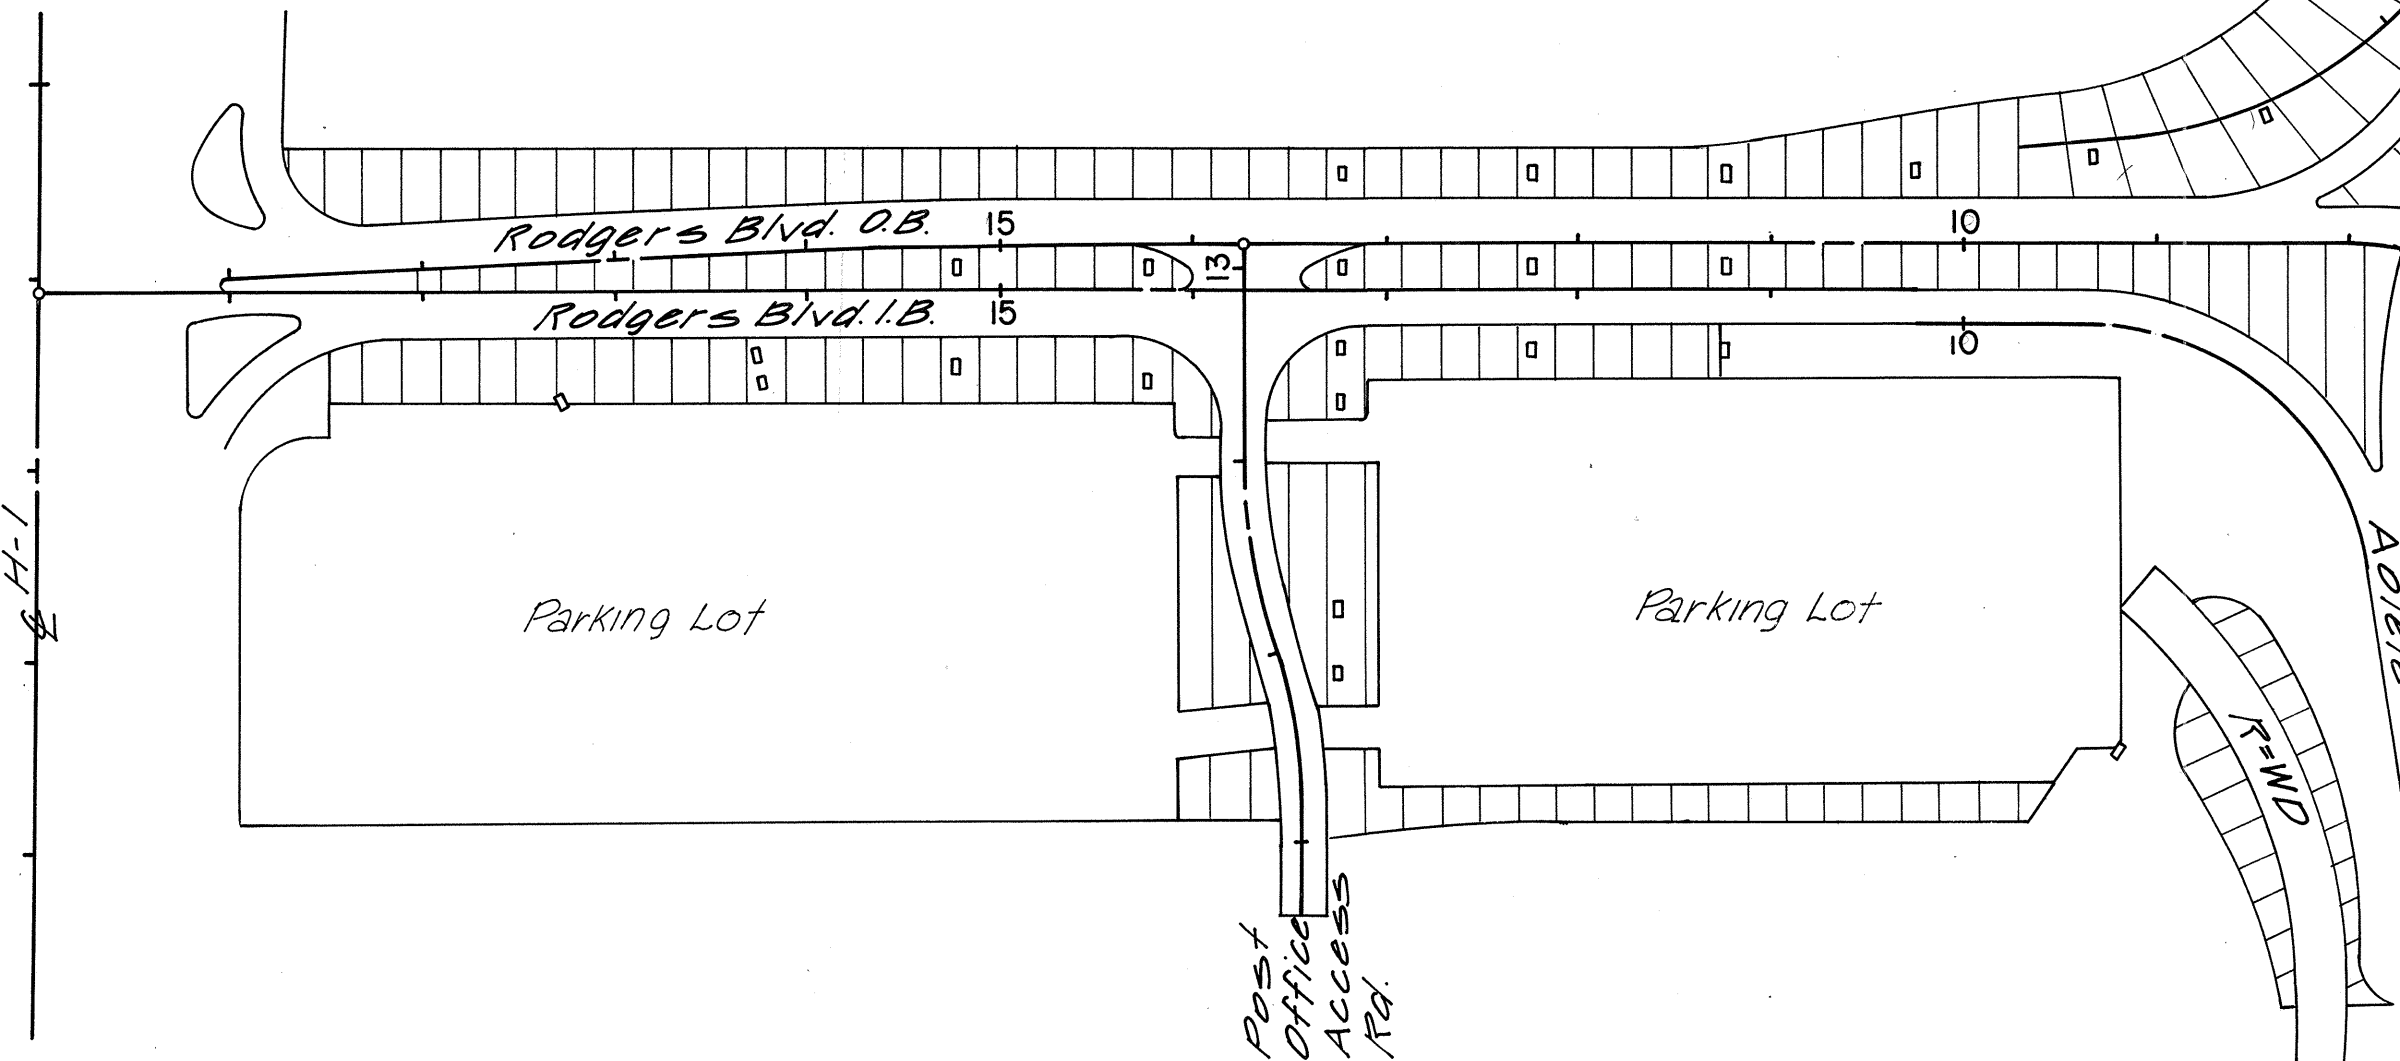 Rodgers Blvd. O.B.
15
10
13
Rodgers Blvd. I.B.
15
10
℄ H-1
Parking Lot
Parking Lot
R=WD
Post
Office
Access
Rd.